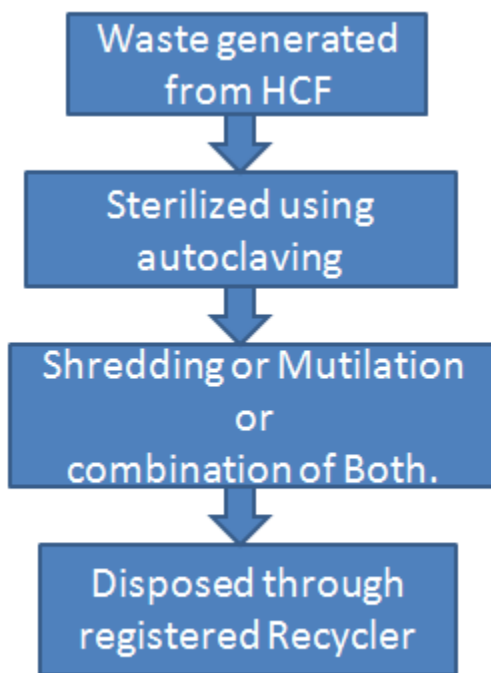 Waste generated
from HCF
Sterilized using
autoclaving
Shredding or Mutilation
or
combination of Both.
Disposed through
registered Recycler